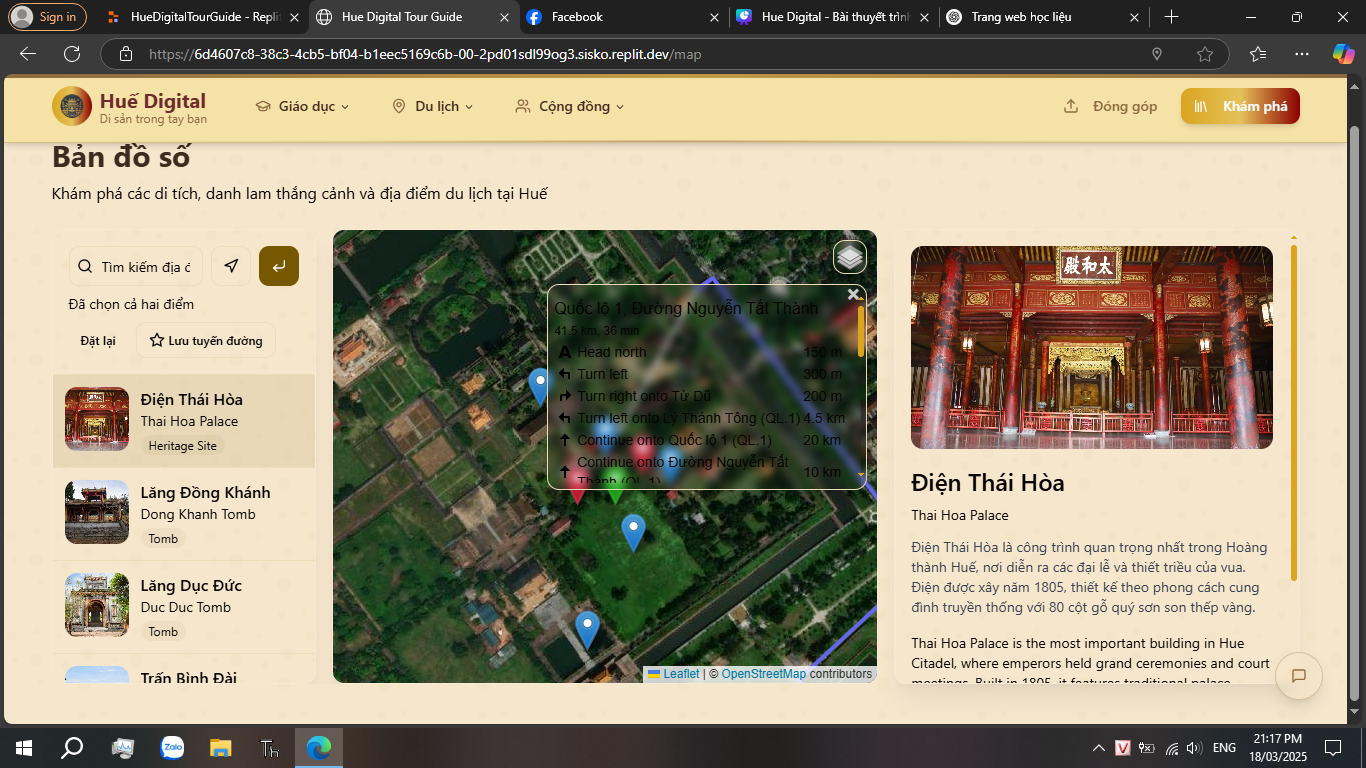 Sign in
HueDigitalTourGuide - Replit
Hue Digital Tour Guide
Facebook
Hue Digital - Bài thuyết trình
Trang web học liệu
https://6d4607c8-38c3-4cb5-bf04-b1eec5169c6b-00-2pd01sdl99og3.sisko.replit.dev/map
Huế Digital
Di sản trong tay bạn
Giáo dục
Du lịch
Cộng đồng
Đóng góp
Khám phá
Bản đồ số
Khám phá các di tích, danh lam thắng cảnh và địa điểm du lịch tại Huế
Tìm kiếm địa đ
Đã chọn cả hai điểm
Đặt lại
Lưu tuyến đường
Điện Thái Hòa
Thai Hoa Palace
Heritage Site
Lăng Đồng Khánh
Dong Khanh Tomb
Tomb
Lăng Dục Đức
Duc Duc Tomb
Tomb
Trấn Bình Đài
Quốc lộ 1, Đường Nguyễn Tất Thành
41.5 km, 36 min
Head north 150 m
Turn left 300 m
Turn right onto Từ Dũ 200 m
Turn left onto Lý Thánh Tông (QL.1) 4.5 km
Continue onto Quốc lộ 1 (QL.1) 20 km
Continue onto Đường Nguyễn Tất
Thành (QL.1) 10 km
Leaflet | © OpenStreetMap contributors
殿和太
Điện Thái Hòa
Thai Hoa Palace
Điện Thái Hòa là công trình quan trọng nhất trong Hoàng
thành Huế, nơi diễn ra các đại lễ và thiết triều của vua.
Điện được xây năm 1805, thiết kế theo phong cách cung
đình truyền thống với 80 cột gỗ quý sơn son thếp vàng.
Thai Hoa Palace is the most important building in Hue
Citadel, where emperors held grand ceremonies and court
meetings. Built in 1805, it features traditional palace
Zalo
Th
V
ENG
21:17 PM
18/03/2025